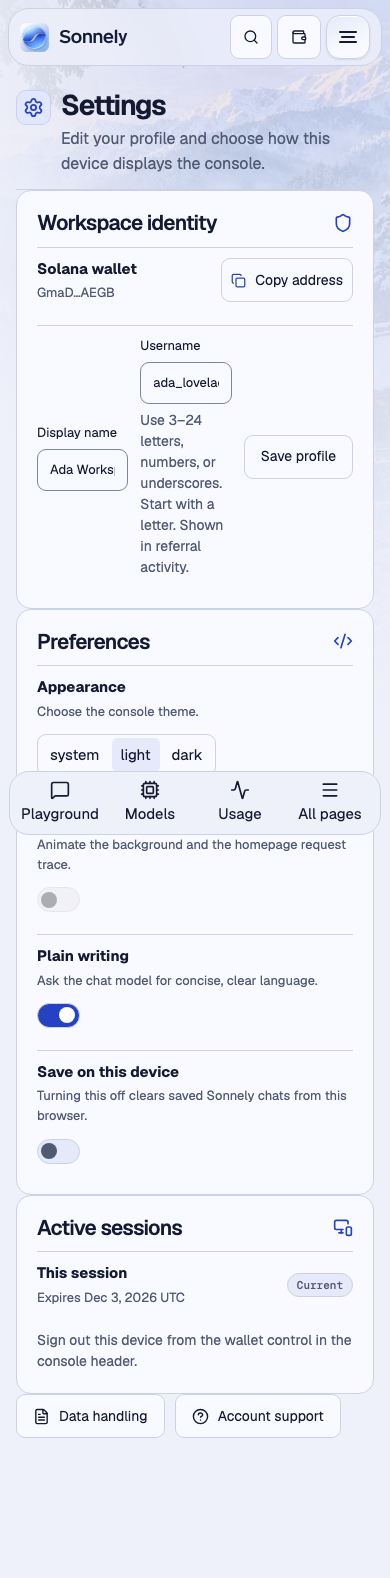 Sonnely
Settings
Edit your profile and choose how this
device displays the console.
Workspace identity
Solana wallet
GmaD…AEGB
Copy address
Username
ada_lovela
Use 3–24
letters,
numbers, or
underscores.
Start with a
letter. Shown
in referral
activity.
Display name
Ada Works
Save profile
Preferences
Appearance
Choose the console theme.
system light dark
Playground Models Usage All pages
Animate the background and the homepage request
trace.
Plain writing
Ask the chat model for concise, clear language.
Save on this device
Turning this off clears saved Sonnely chats from this
browser.
Active sessions
This session
Expires Dec 3, 2026 UTC
Current
Sign out this device from the wallet control in the
console header.
Data handling
Account support